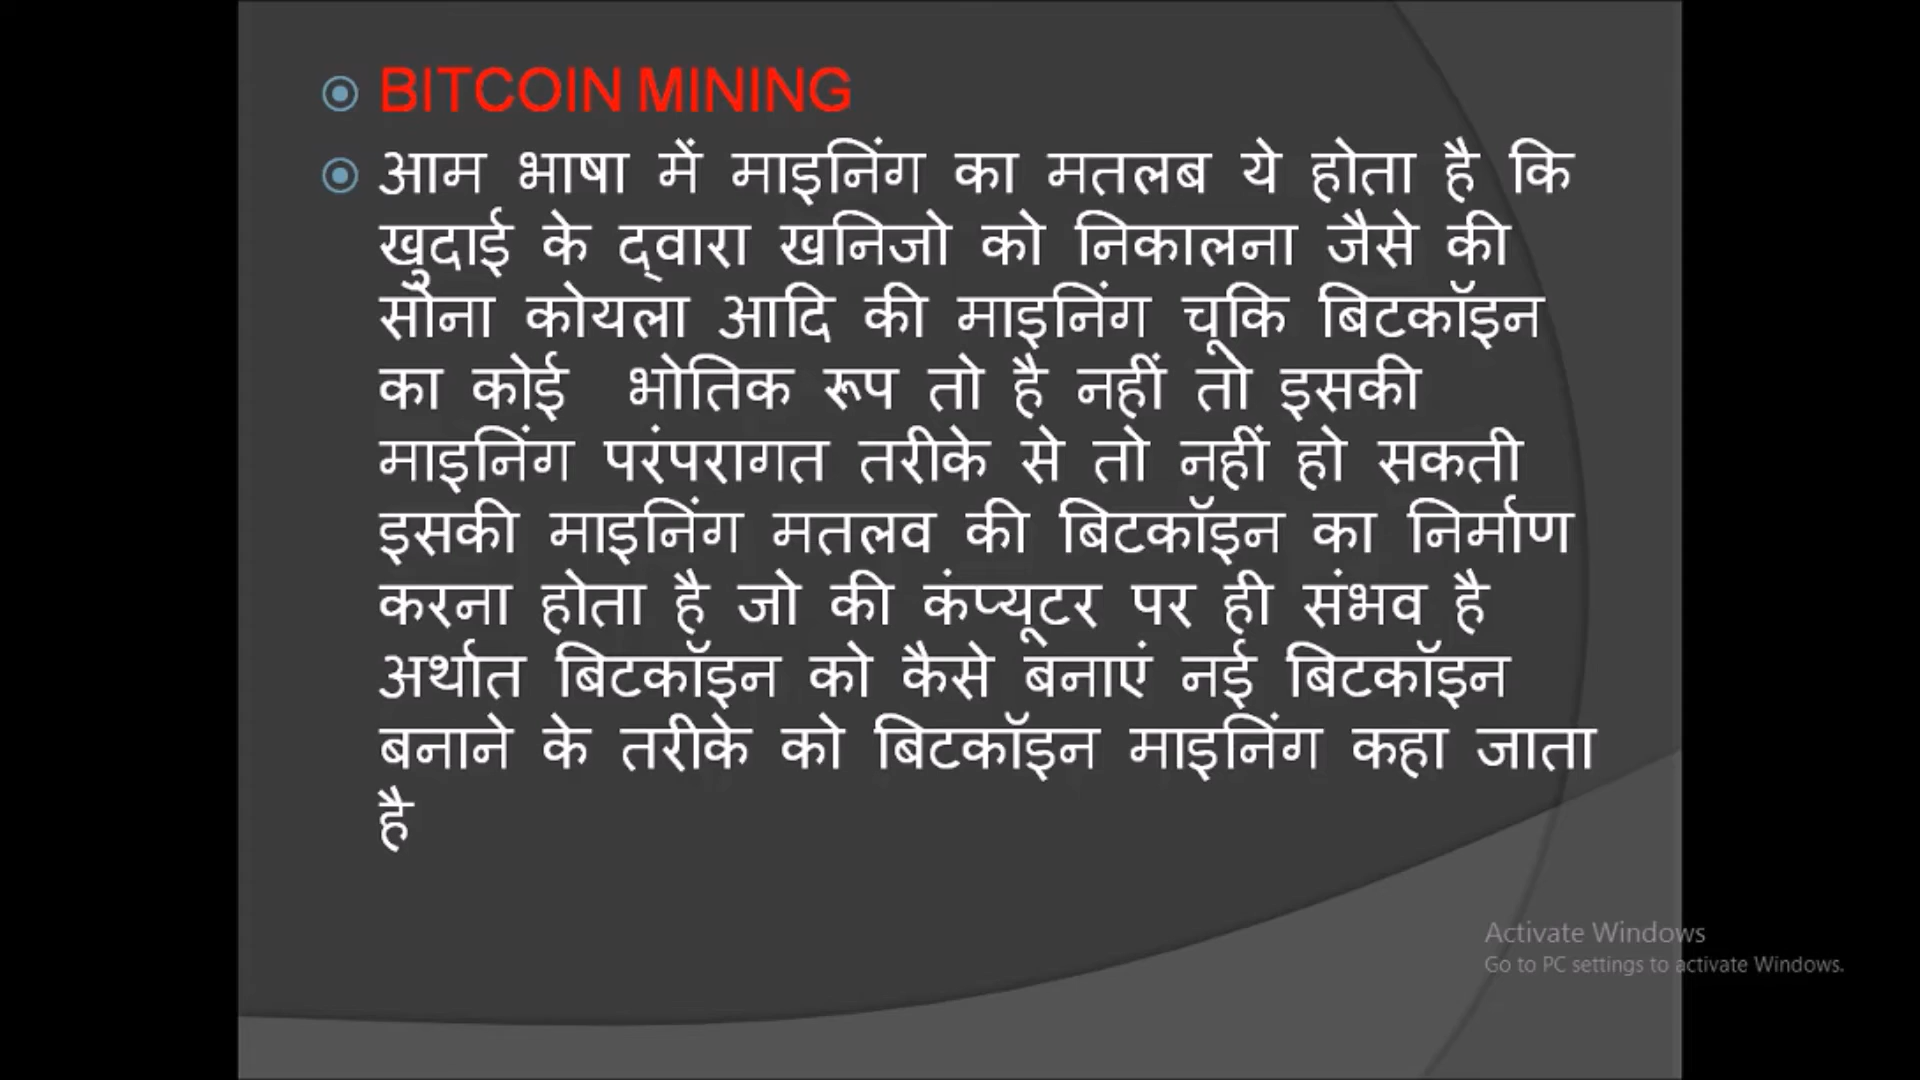 BITCOIN MINING
आम भाषा में माइनिंग का मतलब ये होता है कि
खुदाई के द्वारा खनिजो को निकालना जैसे की
सोना कोयला आदि की माइनिंग चूकि बिटकॉइन
का कोई भोतिक रूप तो है नहीं तो इसकी
माइनिंग परंपरागत तरीके से तो नहीं हो सकती
इसकी माइनिंग मतलव की बिटकॉइन का निर्माण
करना होता है जो की कंप्यूटर पर ही संभव है
अर्थात बिटकॉइन को कैसे बनाएं नई बिटकॉइन
बनाने के तरीके को बिटकॉइन माइनिंग कहा जाता
है
Activate Windows
Go to PC settings to activate Windows.